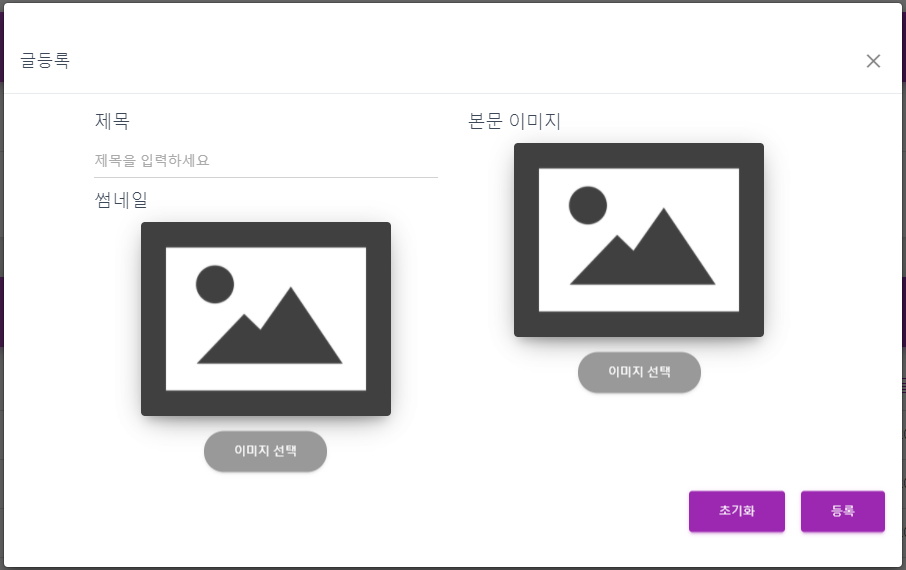 글등록
제목
제목을 입력하세요
썸네일
이미지 선택
본문 이미지
이미지 선택
초기화
등록